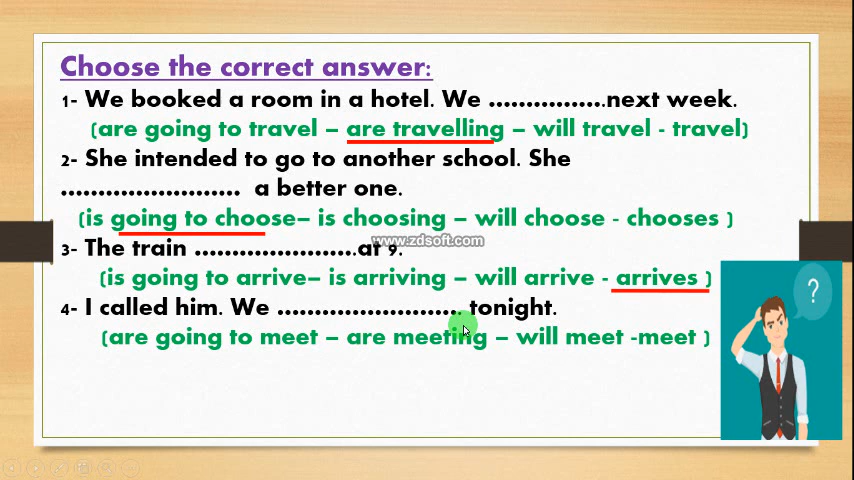 Choose the correct answer:
1- We booked a room in a hotel. We ................next week.
(are going to travel – are travelling – will travel - travel)
2- She intended to go to another school. She
........................ a better one.
(is going to choose– is choosing – will choose - chooses )
www.zdsoft.com
3- The train ......................at 9.
(is going to arrive– is arriving – will arrive - arrives )
4- I called him. We ......................... tonight.
(are going to meet – are meeting – will meet -meet )
?